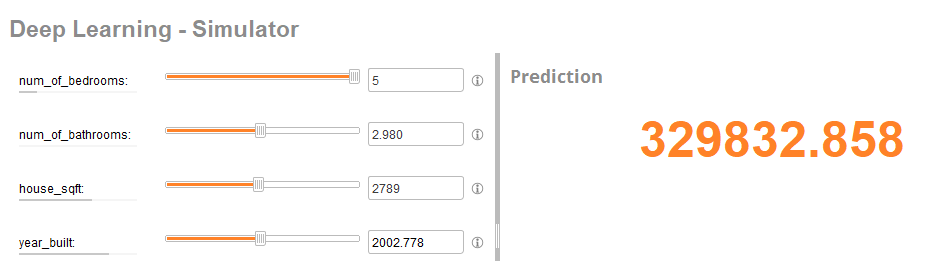 Deep Learning - Simulator
num_of_bedrooms:
5
num_of_bathrooms:
2.980
house_sqft:
2789
year_built:
2002.778
Prediction
329832.858